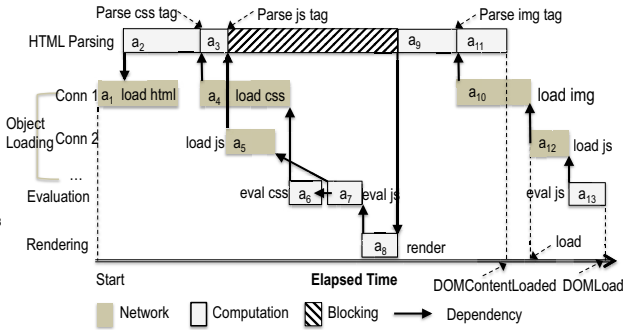 Parse css tag
Parse js tag
Parse img tag
HTML Parsing
a2
a3
a9
a11
Conn 1
a1 load html
a4 load css
a10
load img
Object
Loading
Conn 2
load js
a5
a12
load js
...
Evaluation
eval css
a6
a7
eval js
eval js
a13
Rendering
a8
render
load
Start
Elapsed Time
DOMContentLoaded
DOMLoad
Network
Computation
Blocking
Dependency